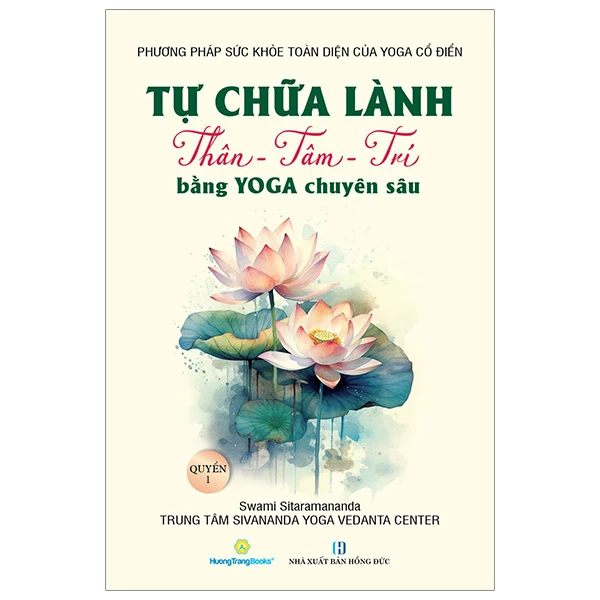 PHƯƠNG PHÁP SỨC KHỎE TOÀN DIỆN CỦA YOGA CỔ ĐIỂN
TỰ CHỮA LÀNH
Thân - Tâm - Trí
bằng YOGA chuyên sâu
QUYỂN
1
Swami Sitaramananda
TRUNG TÂM SIVANANDA YOGA VEDANTA CENTER
HuongTrangBooks®
NHÀ XUẤT BẢN HỒNG ĐỨC